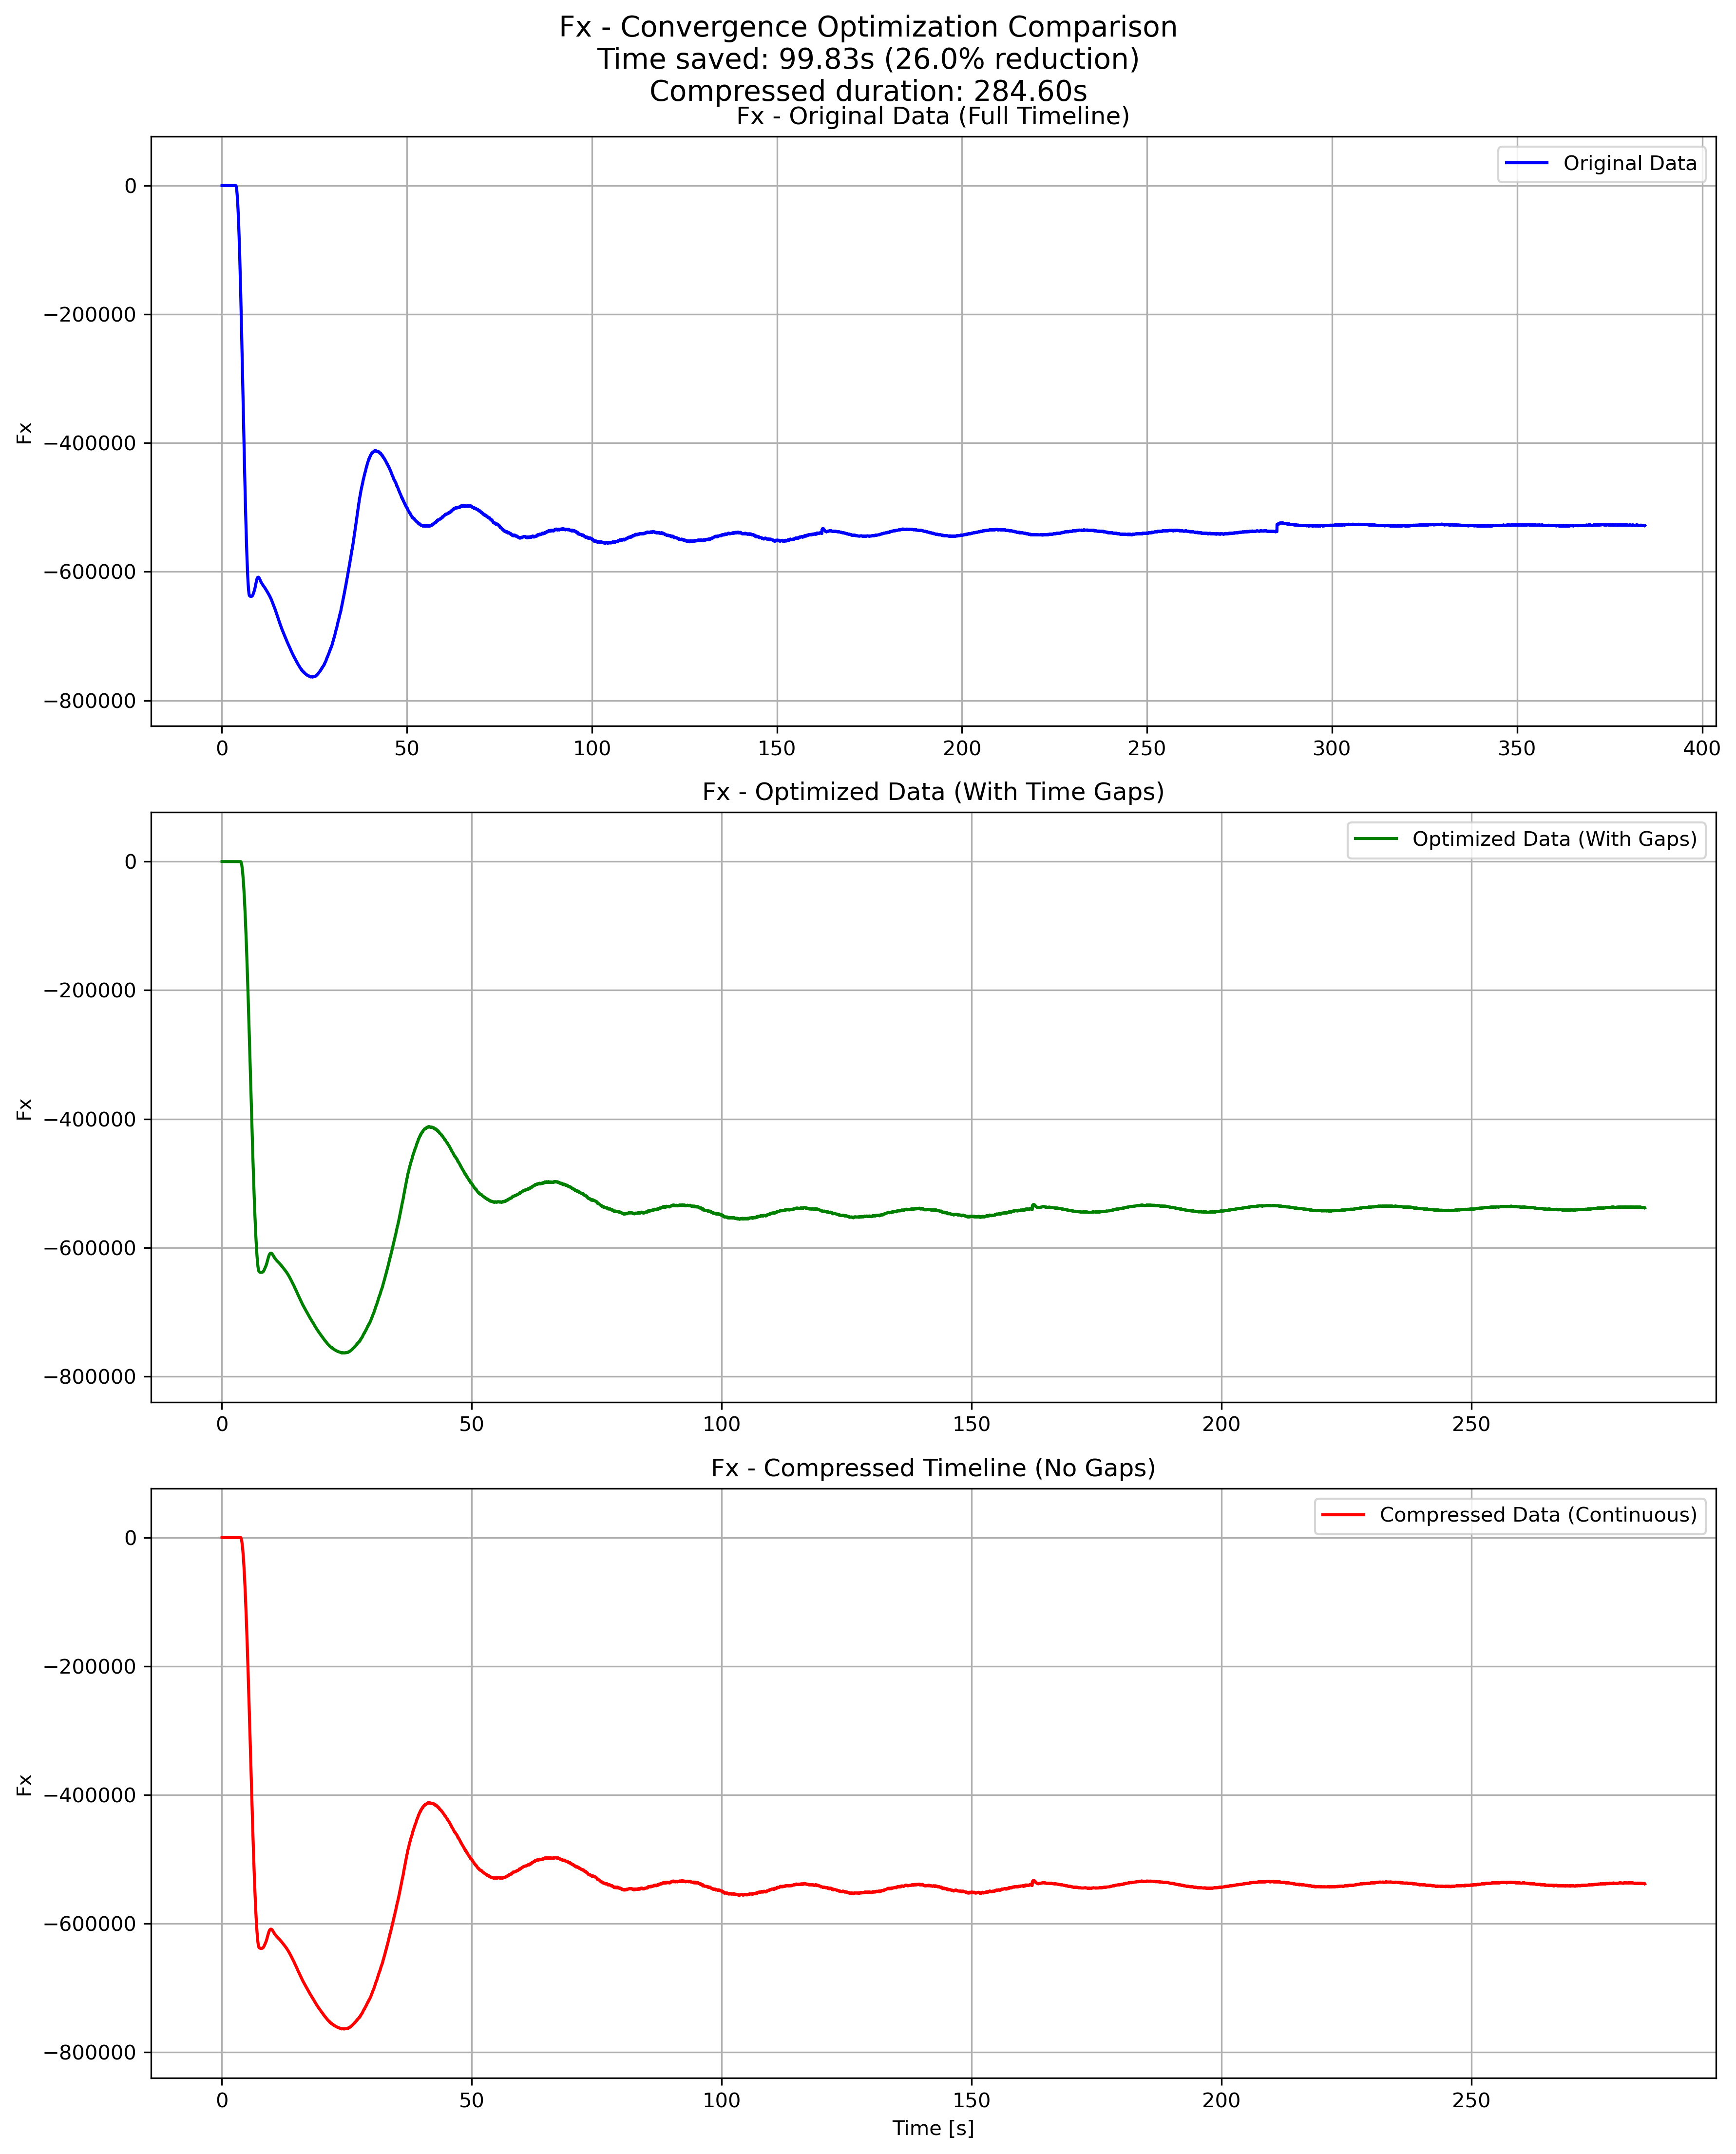 Fx - Convergence Optimization Comparison
Time saved: 99.83s (26.0% reduction)
Compressed duration: 284.60s
Fx - Original Data (Full Timeline)
Original Data
0
−200000
−400000
−600000
−800000
Fx
0 50 100 150 200 250 300 350 400
Fx - Optimized Data (With Time Gaps)
Optimized Data (With Gaps)
0
−200000
−400000
−600000
−800000
Fx
0 50 100 150 200 250
Fx - Compressed Timeline (No Gaps)
Compressed Data (Continuous)
0
−200000
−400000
−600000
−800000
Fx
0 50 100 150 200 250
Time [s]